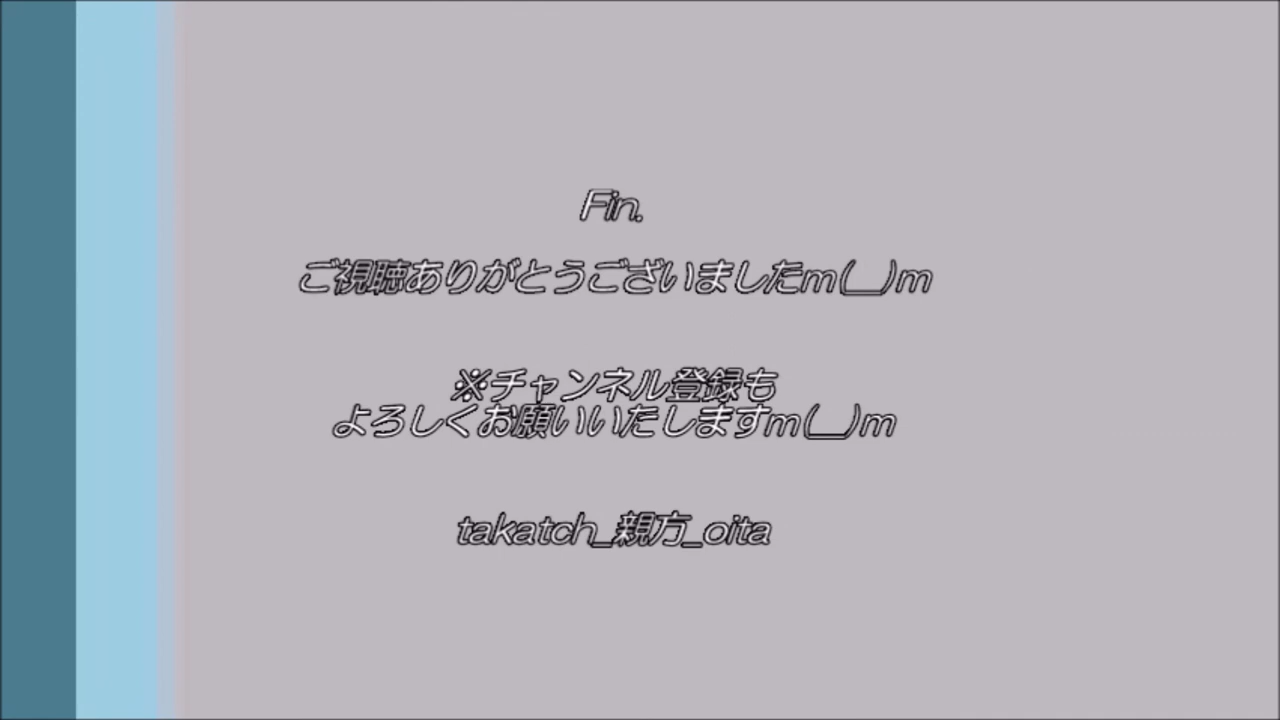 Fin.
ご視聴ありがとうございましたm(__)m
※チャンネル登録も
よろしくお願いいたしますm(__)m
takatch_親方_oita